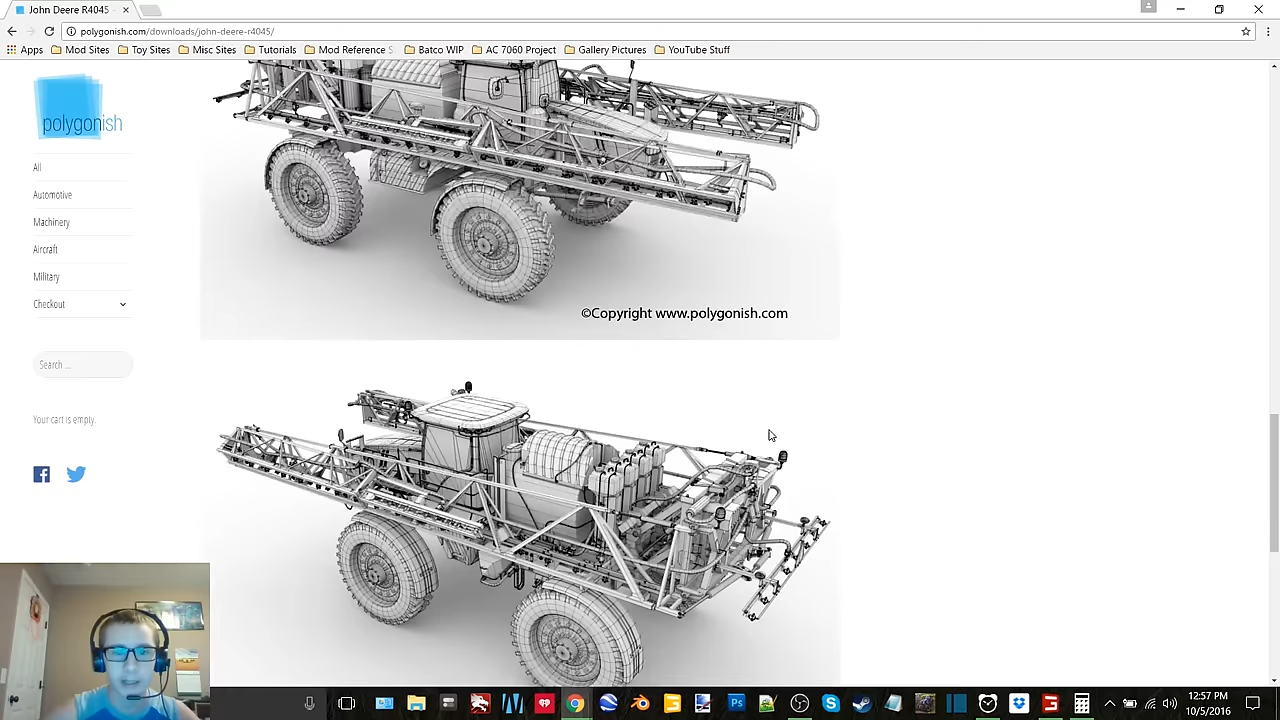 John Deere R4045 -
polygonish.com/downloads/john-deere-r4045/
Apps Mod Sites Toy Sites Misc Sites Tutorials Mod Reference S Batco WIP AC 7060 Project Gallery Pictures YouTube Stuff
polygonish
All
Automotive
Machinery
Aircraft
Military
Checkout
Search ...
Your cart is empty.
©Copyright www.polygonish.com
12:57 PM
10/5/2016